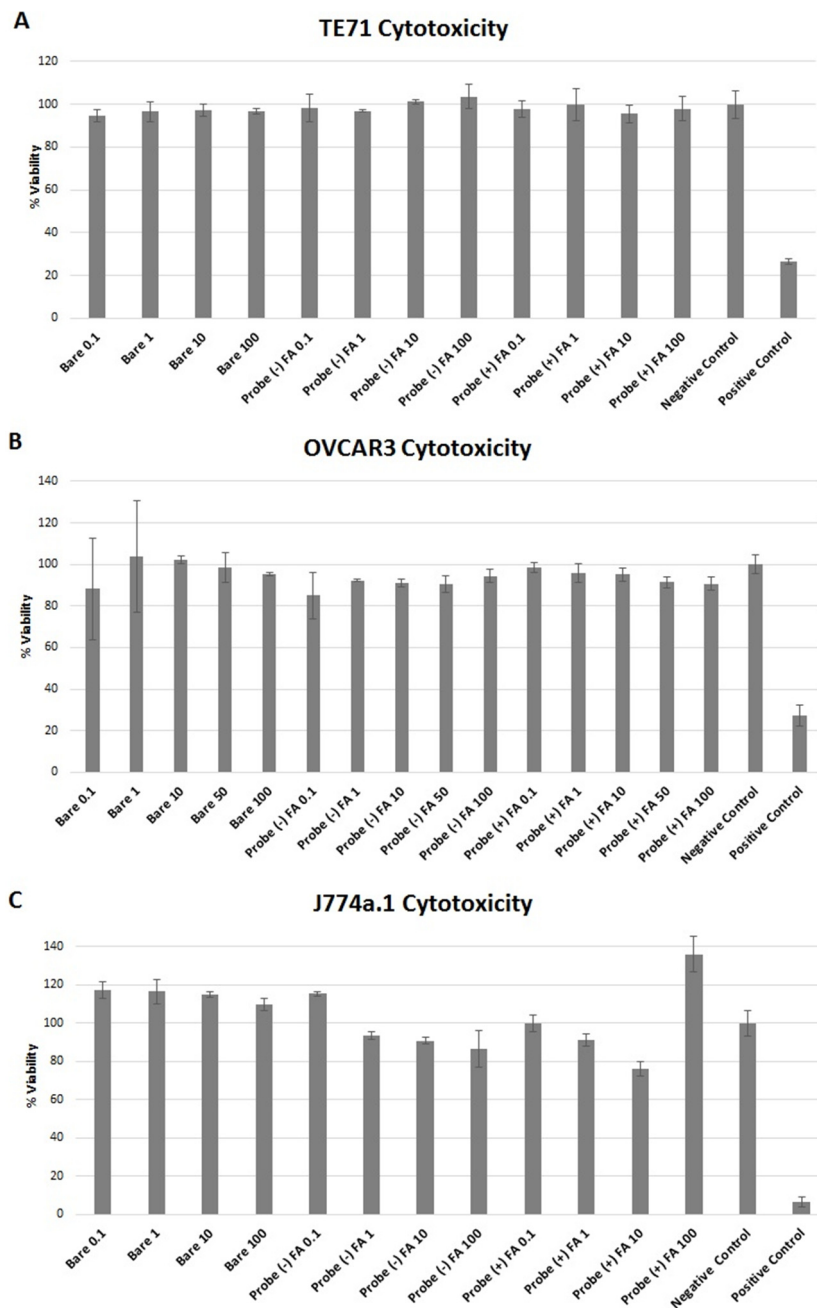 A
TE71 Cytotoxicity
120
100
80
60
40
20
0
% Viability
Bare 0.1
Bare 1
Bare 10
Bare 100
Probe (-) FA 0.1
Probe (-) FA 1
Probe (-) FA 10
Probe (-) FA 100
Probe (+) FA 0.1
Probe (+) FA 1
Probe (+) FA 10
Probe (+) FA 100
Negative Control
Positive Control
B
OVCAR3 Cytotoxicity
140
120
100
80
60
40
20
0
% Viability
Bare 0.1
Bare 1
Bare 10
Bare 50
Bare 100
Probe (-) FA 0.1
Probe (-) FA 1
Probe (-) FA 10
Probe (-) FA 50
Probe (-) FA 100
Probe (+) FA 0.1
Probe (+) FA 1
Probe (+) FA 10
Probe (+) FA 50
Probe (+) FA 100
Negative Control
Positive Control
C
J774a.1 Cytotoxicity
140
120
100
80
60
40
20
0
% Viability
Bare 0.1
Bare 1
Bare 10
Bare 100
Probe (-) FA 0.1
Probe (-) FA 1
Probe (-) FA 10
Probe (-) FA 100
Probe (+) FA 0.1
Probe (+) FA 1
Probe (+) FA 10
Probe (+) FA 100
Negative Control
Positive Control